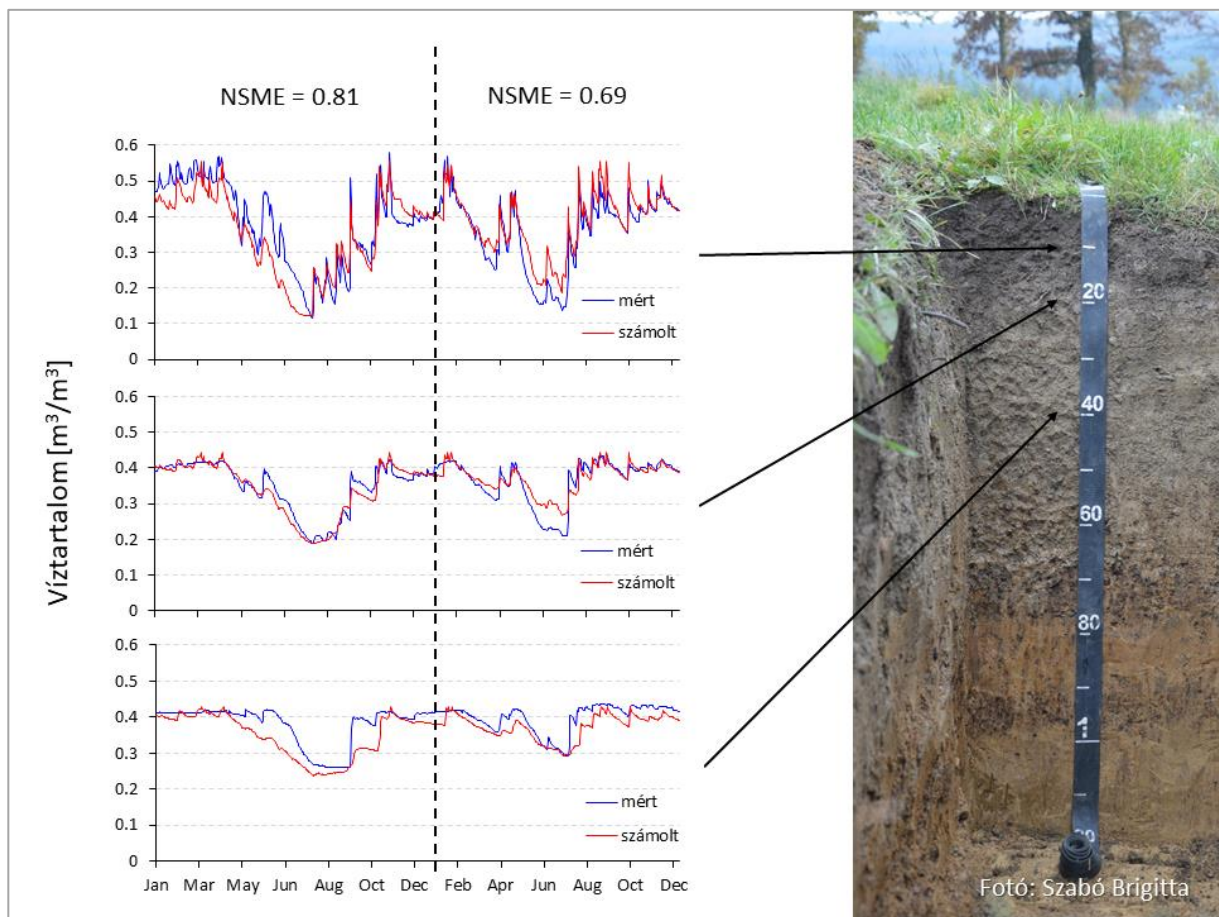 NSME = 0.81
NSME = 0.69
Víztartalom [m³/m³]
0.6
0.5
0.4
0.3
0.2
0.1
0
mért
számolt
0.6
0.5
0.4
0.3
0.2
0.1
0
mért
számolt
0.6
0.5
0.4
0.3
0.2
0.1
0
mért
számolt
Jan Mar May Jun Aug Oct Dec Feb Apr Jun Aug Oct Dec
20
40
60
80
1
Fotó: Szabó Brigitta